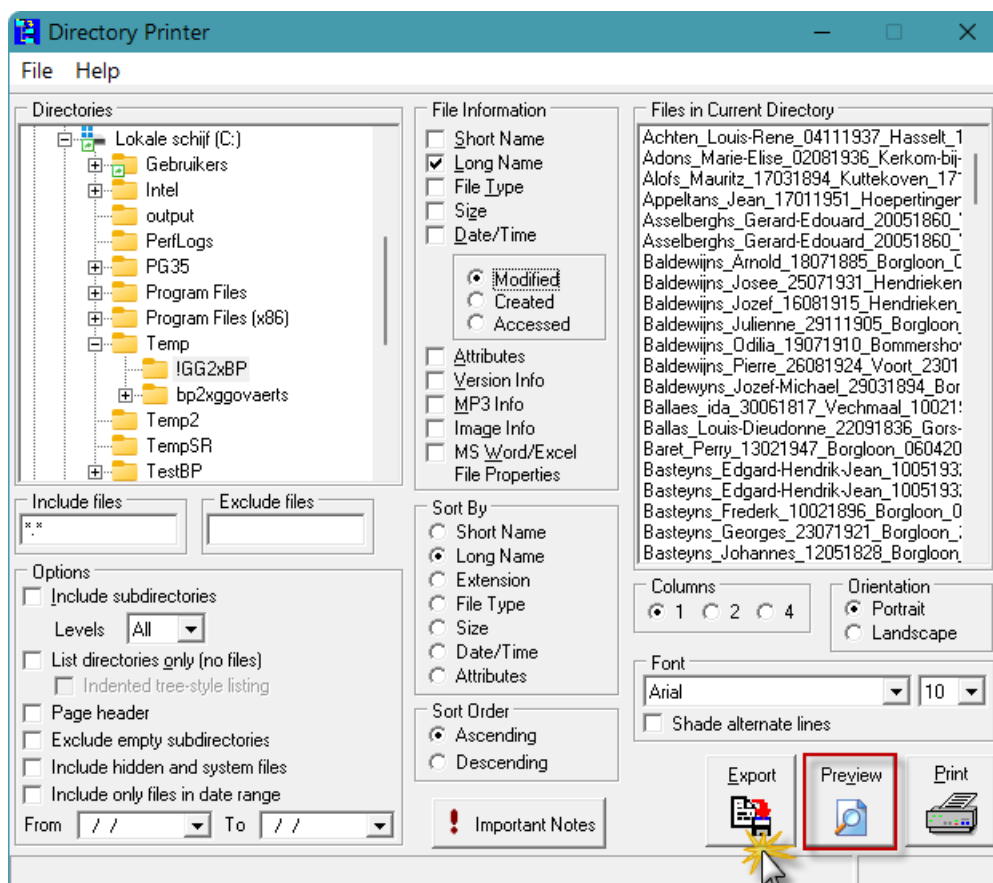 Directory Printer
File Help
Directories
Lokale schijf (C:)
Gebruikers
Intel
output
PerfLogs
PG35
Program Files
Program Files (x86)
Temp
!GG2xBP
bp2xggovaerts
Temp2
TempSR
TestBP
Include files
*.*
Exclude files
Options
Include subdirectories
Levels All
List directories only (no files)
Indented tree-style listing
Page header
Exclude empty subdirectories
Include hidden and system files
Include only files in date range
From / / To / /
File Information
Short Name
Long Name
File Type
Size
Date/Time
Modified
Created
Accessed
Attributes
Version Info
MP3 Info
Image Info
MS Word/Excel
File Properties
Sort By
Short Name
Long Name
Extension
File Type
Size
Date/Time
Attributes
Sort Order
Ascending
Descending
! Important Notes
Files in Current Directory
Achten_Louis-Rene_04111937_Hasselt_1
Adons_Marie-Elise_02081936_Kerkom-bij-
Alofs_Mauritz_17031894_Kuttekoven_17
Appeltans_Jean_17011951_Hoepertingen
Asselberghs_Gerard-Edouard_20051860_
Asselberghs_Gerard-Edouard_20051860_
Baldewijns_Arnold_18071885_Borgloon_0
Baldewijns_Josee_25071931_Hendrieken
Baldewijns_Jozef_16081915_Hendrieken_
Baldewijns_Julienne_29111905_Borgloon_
Baldewijns_Odilia_19071910_Bommersho
Baldewijns_Pierre_26081924_Voort_2301
Baldewyns_Jozef-Michael_29031894_Bor
Ballaes_ida_30061817_Vechmaal_10021
Ballas_Louis-Dieudonne_22091836_Gors-
Baret_Perry_13021947_Borgloon_060420
Basteyns_Edgard-Hendrik-Jean_1005193
Basteyns_Edgard-Hendrik-Jean_1005193
Basteyns_Frederk_10021896_Borgloon_0
Basteyns_Georges_23071921_Borgloon_
Basteyns_Johannes_12051828_Borgloon_
Columns
1 2 4
Orientation
Portrait
Landscape
Font
Arial 10
Shade alternate lines
Export
Preview
Print